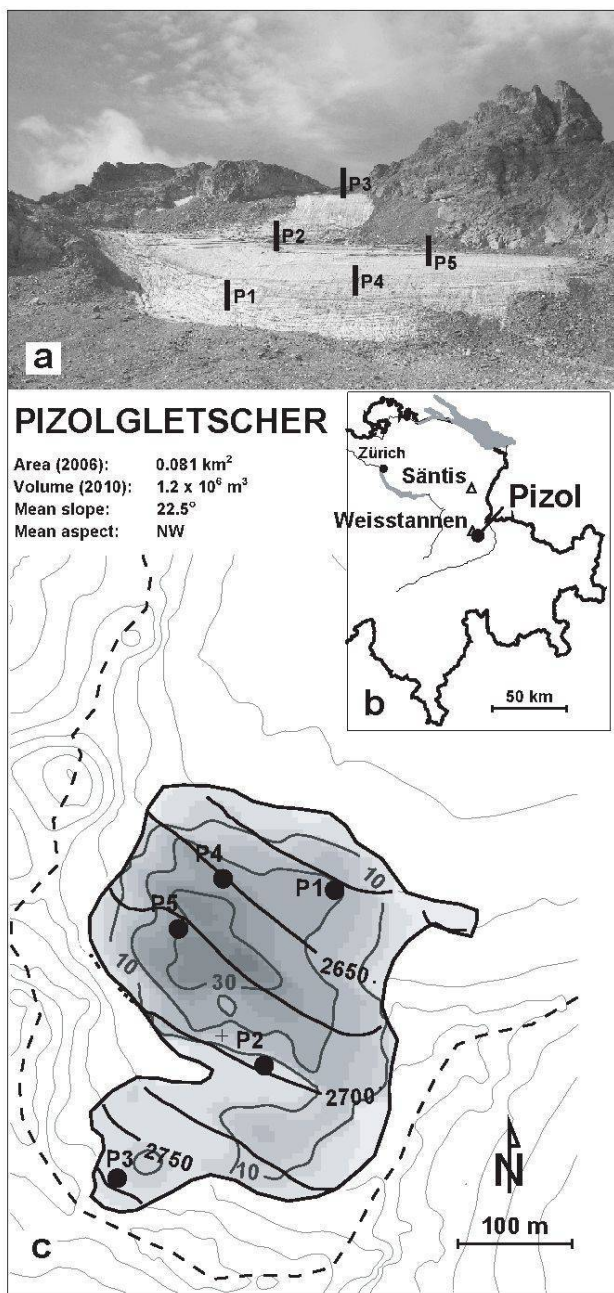 P3
P2
P5
P4
P1
a
PIZOLGLETSCHER
Area (2006): 0.081 km²
Volume (2010): 1.2 x 10⁶ m³
Mean slope: 22.5°
Mean aspect: NW
Zürich
Säntis
Pizol
Weisstannen
b
50 km
P4
P1
10
P5
2650
10
30
P2
2700
2750
P3
10
N
100 m
c